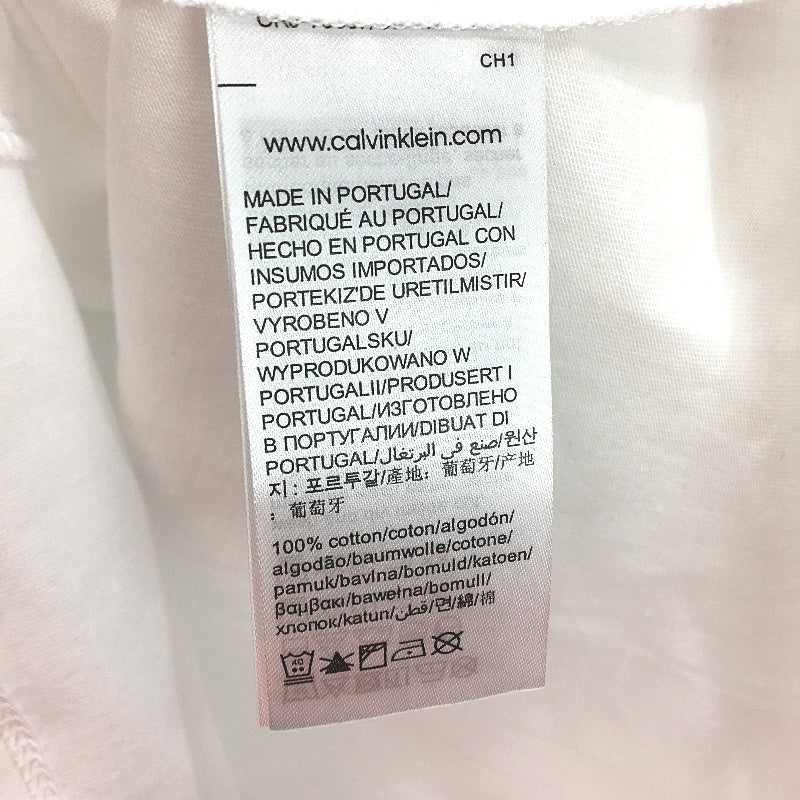 CH1
www.calvinklein.com
MADE IN PORTUGAL/
FABRIQUÉ AU PORTUGAL/
HECHO EN PORTUGAL CON
INSUMOS IMPORTADOS/
PORTEKIZ'DE URETILMISTIR/
VYROBENO V
PORTUGALSKU/
WYPRODUKOWANO W
PORTUGALII/PRODUSERT I
PORTUGAL/ИЗГОТОВЛЕНО
В ПОРТУГАЛИИ/DIBUAT DI
PORTUGAL/صنع في البرتغال/원산
지: 포르투갈/產地: 葡萄牙/产地
: 葡萄牙
100% cotton/coton/algodón/
algodão/baumwolle/cotone/
pamuk/bavlna/bomuld/katoen/
βαμβακι/bawełna/bomull/
хлопок/katun/قطن/면/綿/棉
40